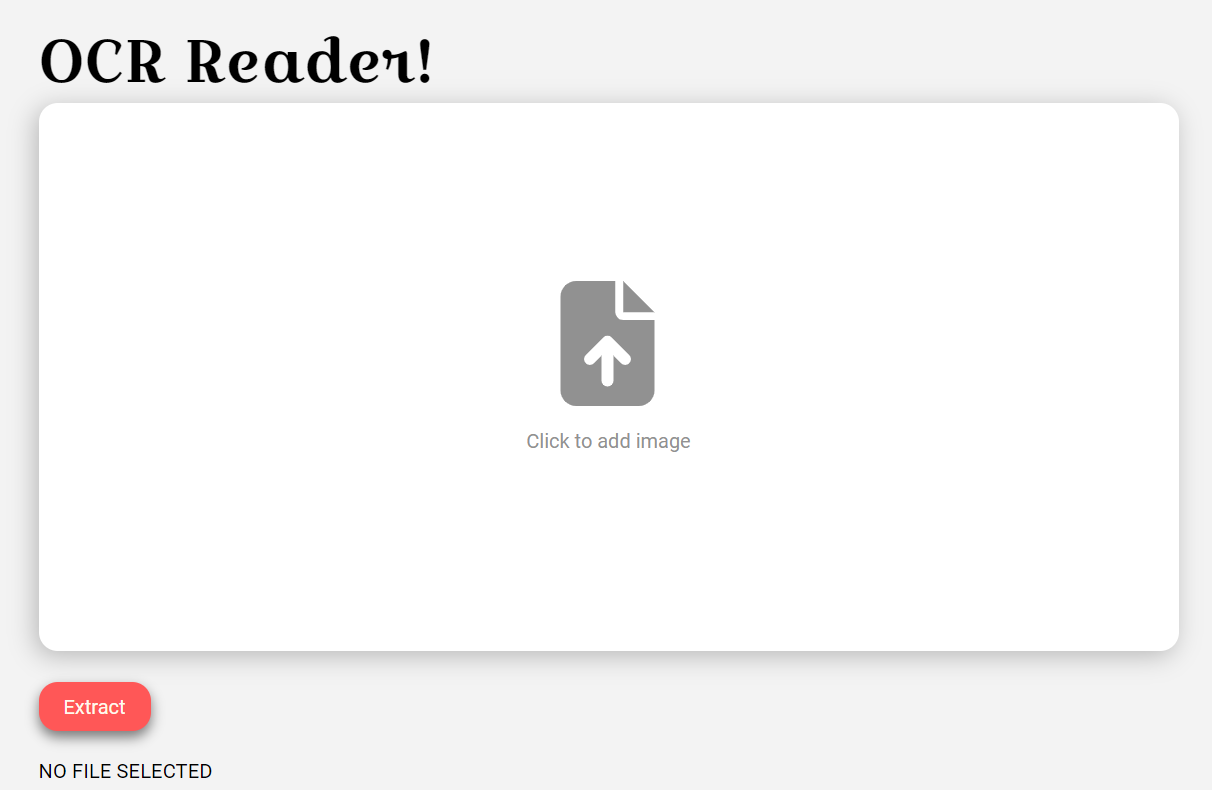 OCR Reader!
Click to add image
Extract
NO FILE SELECTED